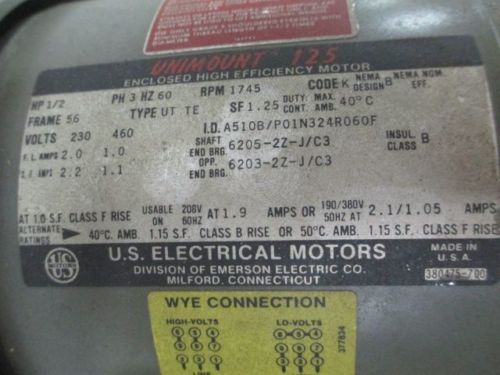 UNIMOUNT 125
ENCLOSED HIGH EFFICIENCY MOTOR
HP 1/2 PH 3 HZ 60 RPM 1745 CODE K NEMA DESIGN B NEMA NOM. EFF.
FRAME 56 TYPE UT TE SF 1.25 DUTY: MAX. CONT. AMB. 40°C
VOLTS 230 460 I.D. A510B/P01N324R060F
F.L. AMPS 2.0 1.0 SHAFT END BRG. 6205-2Z-J/C3 INSUL. CLASS B
S.F. AMPS 2.2 1.1 OPP. END BRG. 6203-2Z-J/C3
AT 1.0 S.F. CLASS F RISE USABLE ON 208V 60HZ AT 1.9 AMPS OR 190/380V 50HZ AT 2.1/1.05 AMPS
ALTERNATE RATINGS 40°C. AMB. 1.15 S.F. CLASS B RISE OR 50°C. AMB. 1.15 S.F. CLASS F RISE
US
U.S. ELECTRICAL MOTORS
DIVISION OF EMERSON ELECTRIC CO.
MILFORD, CONNECTICUT
MADE IN U.S.A.
380475-700
WYE CONNECTION
HIGH-VOLTS LO-VOLTS
377834
LINE